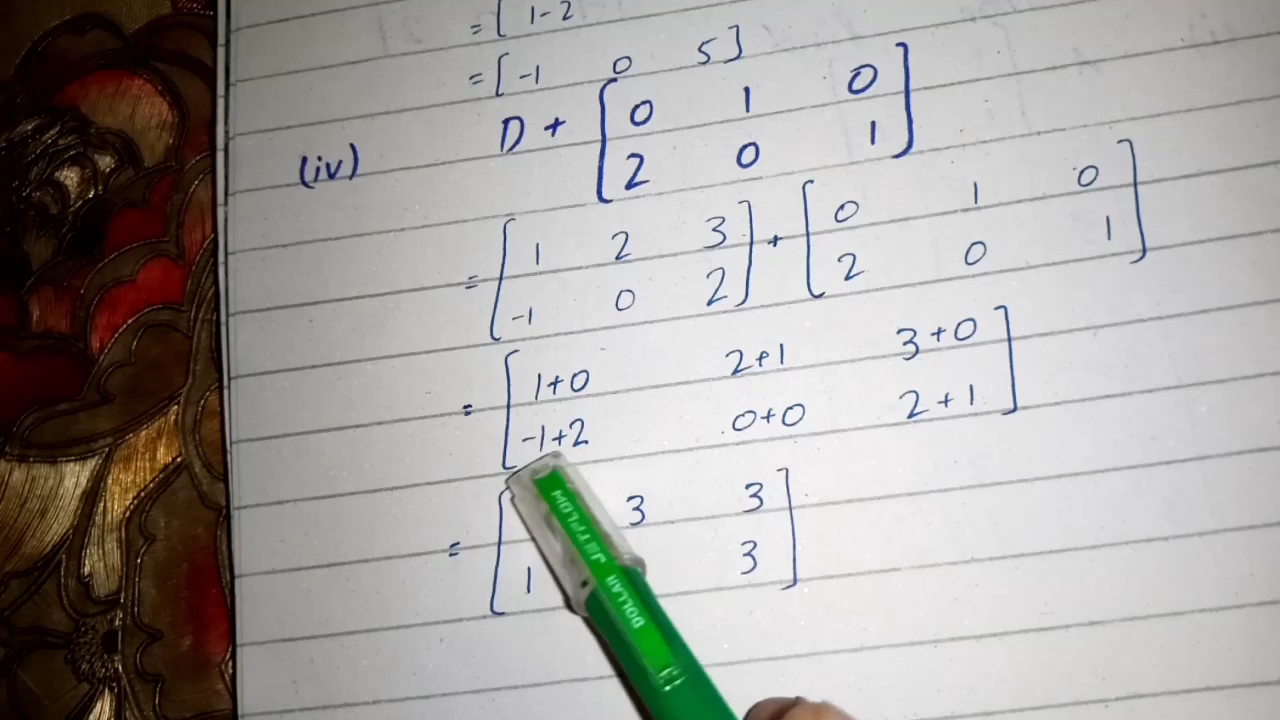 = [ 1-2
= [ -1 0 5 ]
(iv) D + [ 0 1 0
2 0 1 ]
= [ 1 2 3 ] + [ 0 1 0 ]
-1 0 2 2 0 1
= [ 1+0 2+1 3+0 ]
-1+2 0+0 2+1
= [ 3 3 ]
1 3
DOLLAR JETFLOW